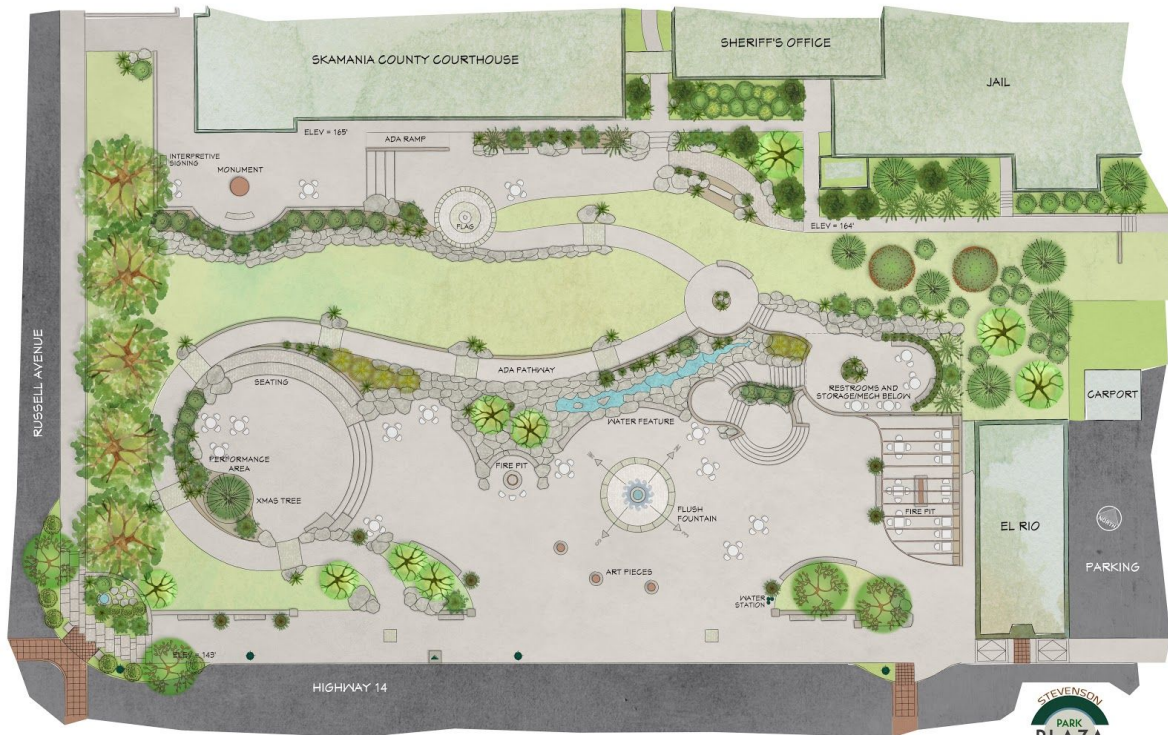 SKAMANIA COUNTY COURTHOUSE
SHERIFF'S OFFICE
JAIL
ELEV = 165'
ADA RAMP
INTERPRETIVE
SIGNING
MONUMENT
FLAG
ELEV = 164'
RUSSELL AVENUE
SEATING
ADA PATHWAY
RESTROOMS AND
STORAGE/MECH BELOW
CARPORT
WATER FEATURE
PERFORMANCE
AREA
FIRE PIT
XMAS TREE
FLUSH
FOUNTAIN
N
E
S
FIRE PIT
EL RIO
NORTH
PARKING
ART PIECES
WATER
STATION
ELEV = 143'
HIGHWAY 14
STEVENSON
PARK
PLAZA